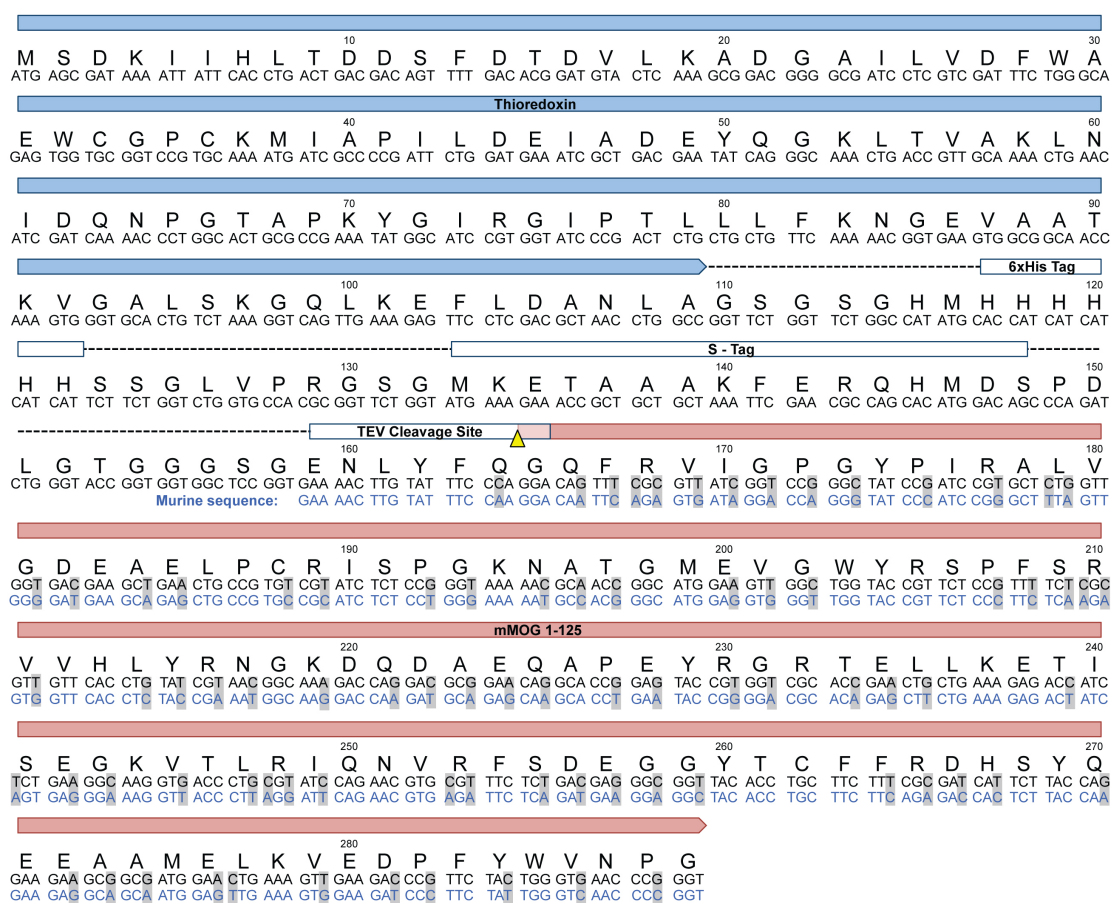 10 20 30
M S D K I I H L T D D S F D T D V L K A D G A I L V D F W A
ATG AGC GAT AAA ATT ATT CAC CTG ACT GAC GAC AGT TTT GAC ACG GAT GTA CTC AAA GCG GAC GGG GCG ATC CTC GTC GAT TTC TGG GCA
Thioredoxin
40 50 60
E W C G P C K M I A P I L D E I A D E Y Q G K L T V A K L N
GAG TGG TGC GGT CCG TGC AAA ATG ATC GCC CCG ATT CTG GAT GAA ATC GCT GAC GAA TAT CAG GGC AAA CTG ACC GTT GCA AAA CTG AAC
70 80 90
I D Q N P G T A P K Y G I R G I P T L L L F K N G E V A A T
ATC GAT CAA AAC CCT GGC ACT GCG CCG AAA TAT GGC ATC CGT GGT ATC CCG ACT CTG CTG CTG TTC AAA AAC GGT GAA GTG GCG GCA ACC
6xHis Tag
100 110 120
K V G A L S K G Q L K E F L D A N L A G S G S G H M H H H H
AAA GTG GGT GCA CTG TCT AAA GGT CAG TTG AAA GAG TTC CTC GAC GCT AAC CTG GCC GGT TCT GGT TCT GGC CAT ATG CAC CAT CAT CAT
S - Tag
130 140 150
H H S S G L V P R G S G M K E T A A A K F E R Q H M D S P D
CAT CAT TCT TCT GGT CTG GTG CCA CGC GGT TCT GGT ATG AAA GAA ACC GCT GCT GCT AAA TTC GAA CGC CAG CAC ATG GAC AGC CCA GAT
TEV Cleavage Site
160 170 180
L G T G G G S G E N L Y F Q G Q F R V I G P G Y P I R A L V
CTG GGT ACC GGT GGT GGC TCC GGT GAA AAC TTG TAT TTC CCA GGA CAG TTT CGC GTT ATC GGT CCG GGC TAT CCG ATC CGT GCT CTG GTT
Murine sequence: GAA AAC TTG TAT TTC CAA GGA CAA TTC AGA GTG ATA GGA CCA GGG TAT CCC ATC CGG GCT TTA GTT
190 200 210
G D E A E L P C R I S P G K N A T G M E V G W Y R S P F S R
GGT GAC GAA GCT GAA CTG CCG TGT CGT ATC TCT CCG GGT AAA AAC GCA ACC GGC ATG GAA GTT GGC TGG TAC CGT TCT CCG TTT TCT CGC
GGG GAT GAA GCA GAG CTG CCG TGC CGC ATC TCT CCT GGG AAA AAT GCC ACG GGC ATG GAG GTG GGT TGG TAC CGT TCT CCC TTC TCA AGA
mMOG 1-125
220 230 240
V V H L Y R N G K D Q D A E Q A P E Y R G R T E L L K E T I
GTT GTT CAC CTG TAT CGT AAC GGC AAA GAC CAG GAC GCG GAA CAG GCA CCG GAG TAC CGT GGT CGC ACC GAA CTG CTG AAA GAG ACC ATC
GTG GTT CAC CTC TAC CGA AAT GGC AAG GAC CAA GAT GCA GAG CAA GCA CCT GAA TAC CGG GGA CGC ACA GAG CTT CTG AAA GAG ACT ATC
250 260 270
S E G K V T L R I Q N V R F S D E G G Y T C F F R D H S Y Q
TCT GAA GGC AAG GTG ACC CTG CGT ATC CAG AAC GTG CGT TTC TCT GAC GAG GGC GGT TAC ACC TGC TTC TTT CGC GAT CAT TCT TAC CAG
AGT GAG GGA AAG GTT ACC CTT AGG ATT CAG AAC GTG AGA TTC TCA GAT GAA GGA GGC TAC ACC TGC TTC TTC AGA GAC CAC TCT TAC CAA
280
E E A A M E L K V E D P F Y W V N P G
GAA GAA GCG GCG ATG GAA CTG AAA GTT GAA GAC CCG TTC TAC TGG GTG AAC CCG GGT
GAA GAG GCA GCA ATG GAG TTG AAA GTG GAA GAT CCC TTC TAT TGG GTC AAC CCC GGT